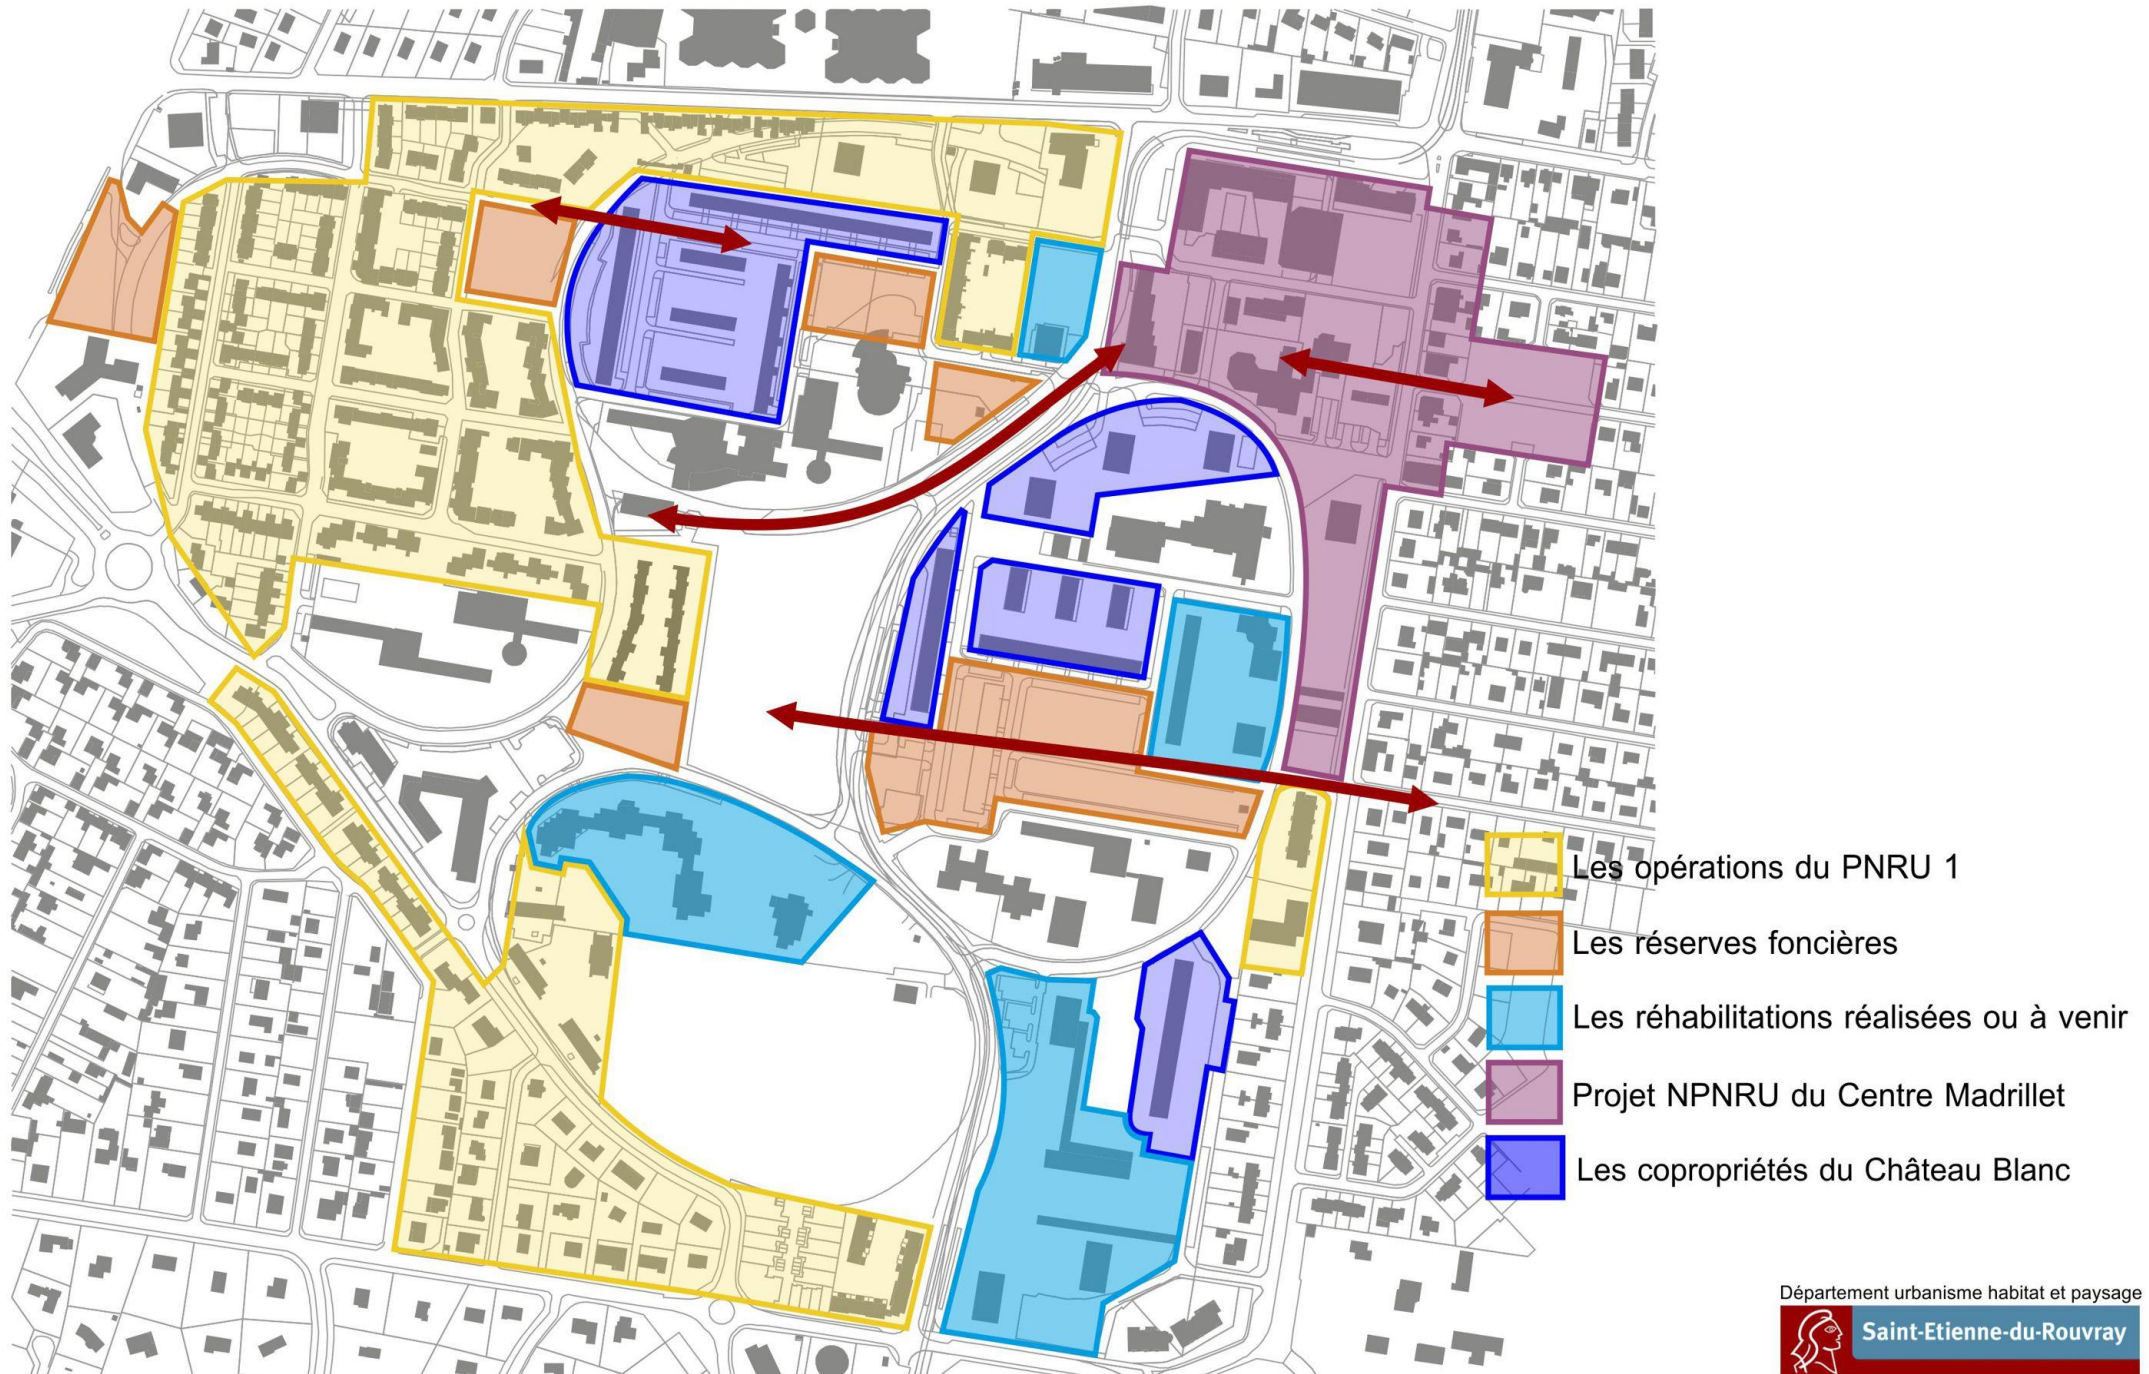 Les opérations du PNRU 1
Les réserves foncières
Les réhabilitations réalisées ou à venir
Projet NPNRU du Centre Madrillet
Les copropriétés du Château Blanc
Département urbanisme habitat et paysage
Saint-Etienne-du-Rouvray